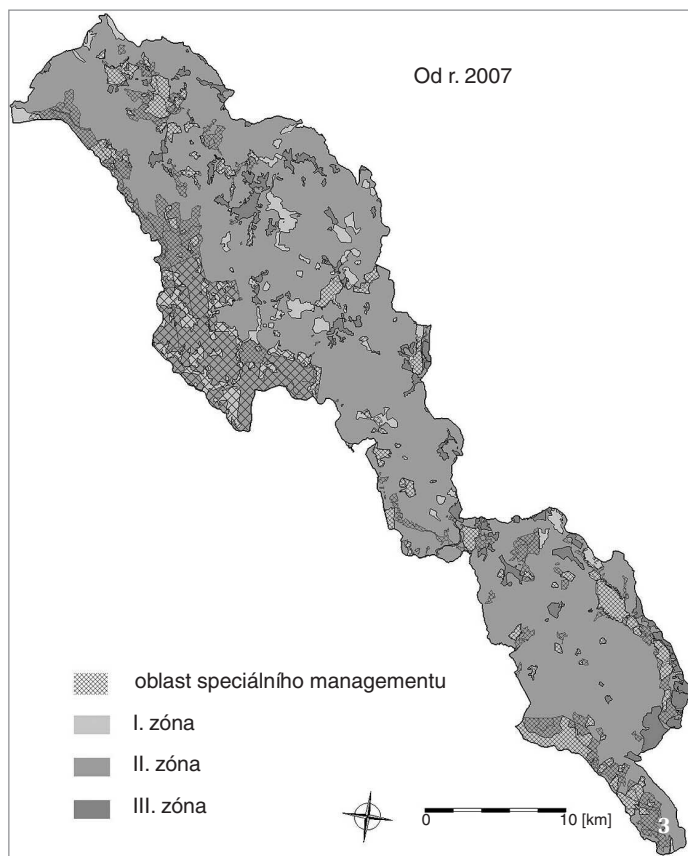 Od r. 2007
oblast speciálního managementu
I. zóna
II. zóna
III. zóna
0 10 [km]
3